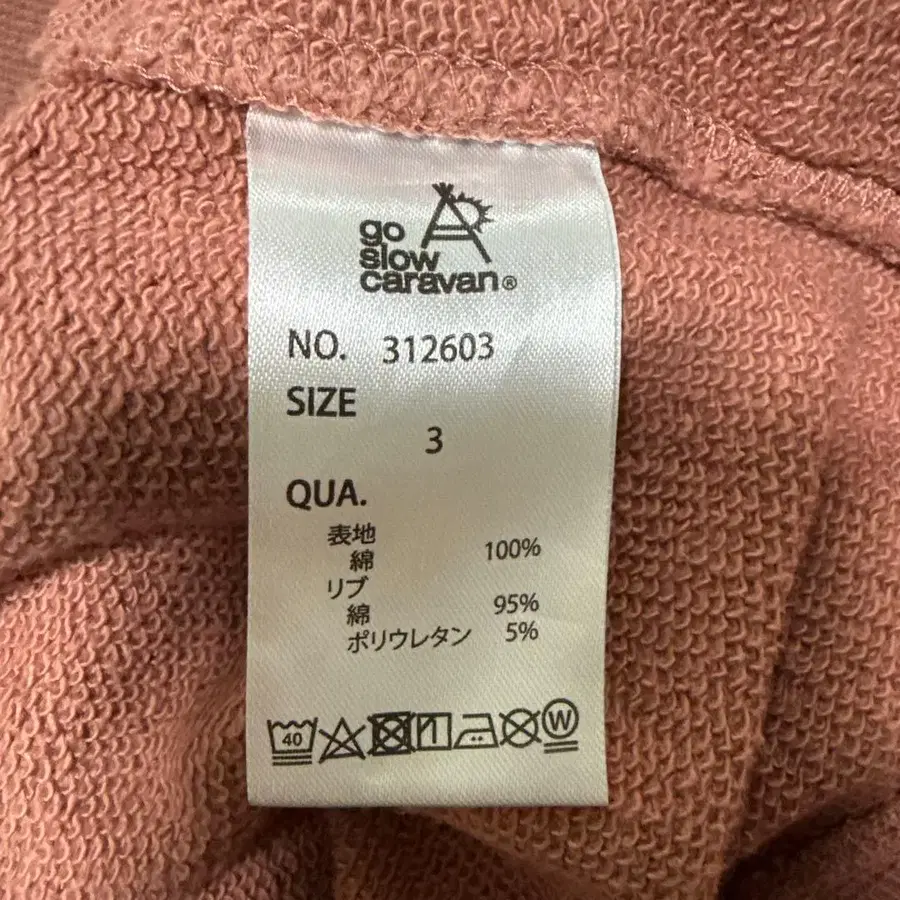 go
slow
caravan®
NO. 312603
SIZE
3
QUA.
表地
綿 100%
リブ
綿 95%
ポリウレタン 5%
40
W